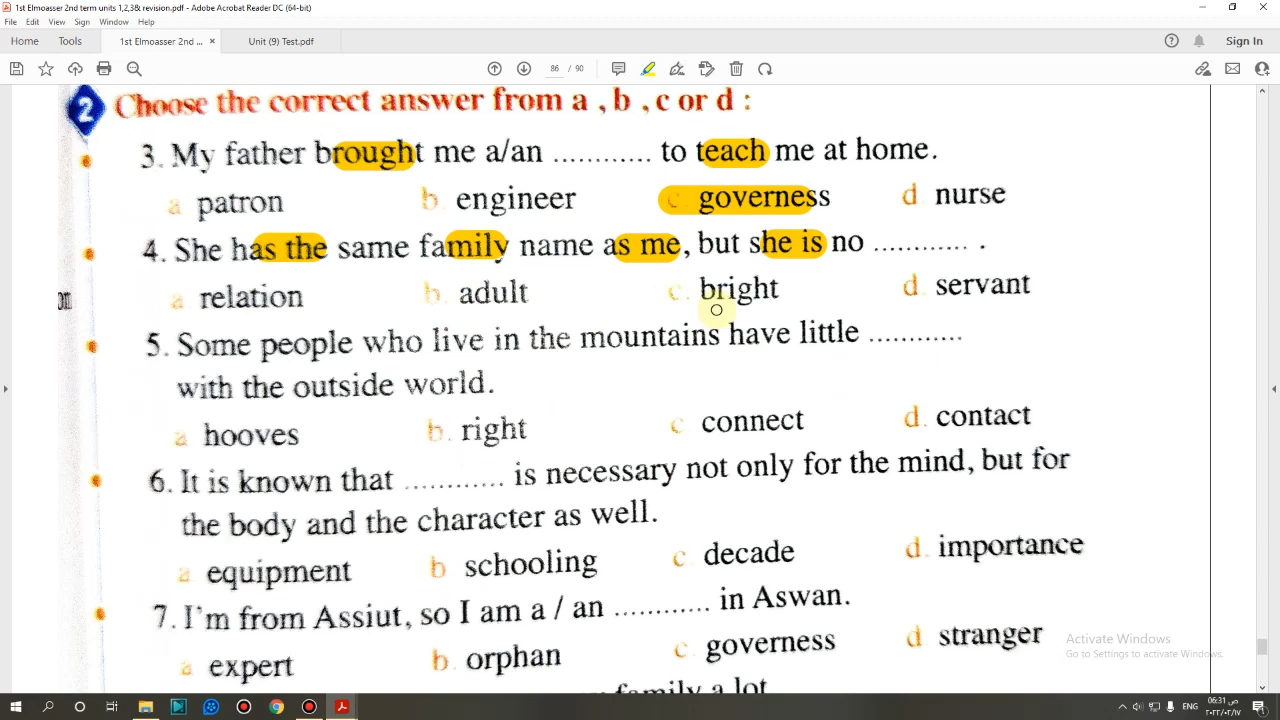 1st Elmoasser 2nd term units 1,2,3& revision.pdf - Adobe Acrobat Reader DC (64-bit)
File Edit View Sign Window Help
Home Tools 1st Elmoasser 2nd ... × Unit (9) Test.pdf Sign In
86 / 90
2 Choose the correct answer from a , b , c or d :
3. My father brought me a/an ............ to teach me at home.
a patron b. engineer c governess d. nurse
4. She has the same family name as me, but she is no ............ .
a relation b. adult c. bright d. servant
5. Some people who live in the mountains have little ............
with the outside world.
a hooves b. right c connect d. contact
6. It is known that ............ is necessary not only for the mind, but for
the body and the character as well.
a equipment b schooling c decade d. importance
7. I'm from Assiut, so I am a / an ............ in Aswan.
a expert b. orphan c. governess d stranger
family a lot
Activate Windows
Go to Settings to activate Windows.
ENG
06:31 ص
٢٠٢٢/٠٢/١٧